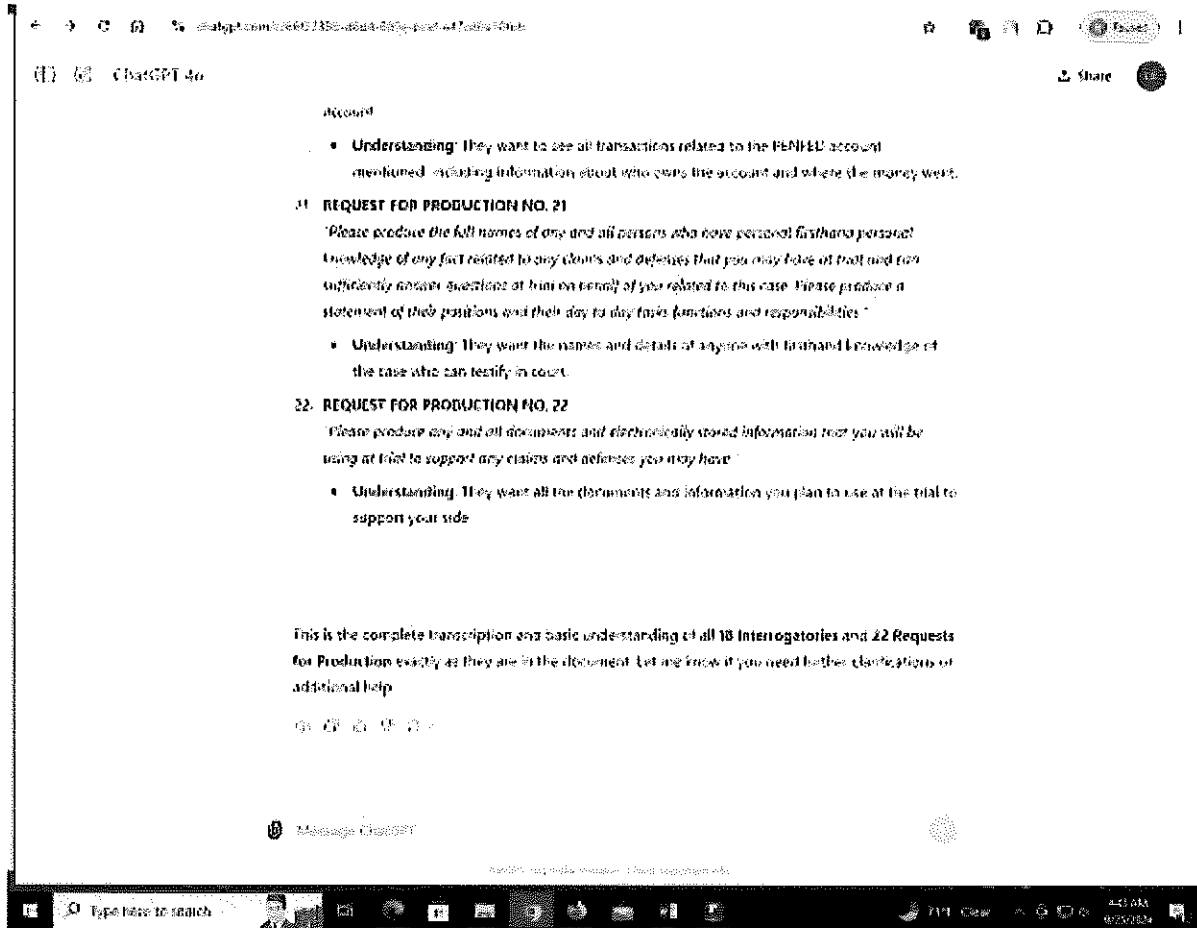 ChatGPT 4o
Share
account
• Understanding: They want to see all transactions related to the PENFED account
mentioned, including information about who owns the account and where the money went.
21. REQUEST FOR PRODUCTION NO. 21
"Please produce the full names of any and all persons who have personal firsthand personal
knowledge of any fact related to any claims and defenses that you may have at trial and can
sufficiently answer questions at trial on behalf of you related to this case. Please produce a
statement of their positions and their day to day tasks functions and responsibilities."
• Understanding: They want the names and details of anyone with firsthand knowledge of
the case who can testify in court.
22. REQUEST FOR PRODUCTION NO. 22
"Please produce any and all documents and electronically stored information that you will be
using at trial to support any claims and defenses you may have."
• Understanding: They want all the documents and information you plan to use at the trial to
support your side.
This is the complete transcription and basic understanding of all 18 Interrogatories and 22 Requests
for Production exactly as they are in the document. Let me know if you need further clarifications or
additional help
Message ChatGPT
Type here to search
71°F Clear
4:43 AM
9/25/2024